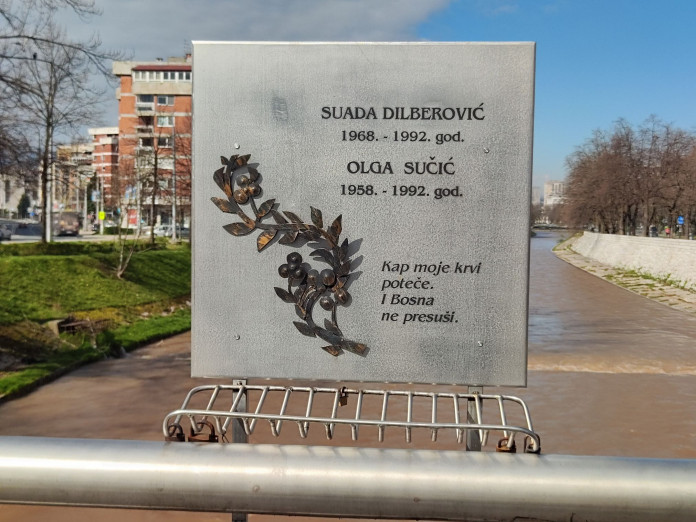 SUADA DILBEROVIĆ
1968. - 1992. god.
OLGA SUČIĆ
1958. - 1992. god.
Kap moje krvi
poteče.
I Bosna
ne presuši.